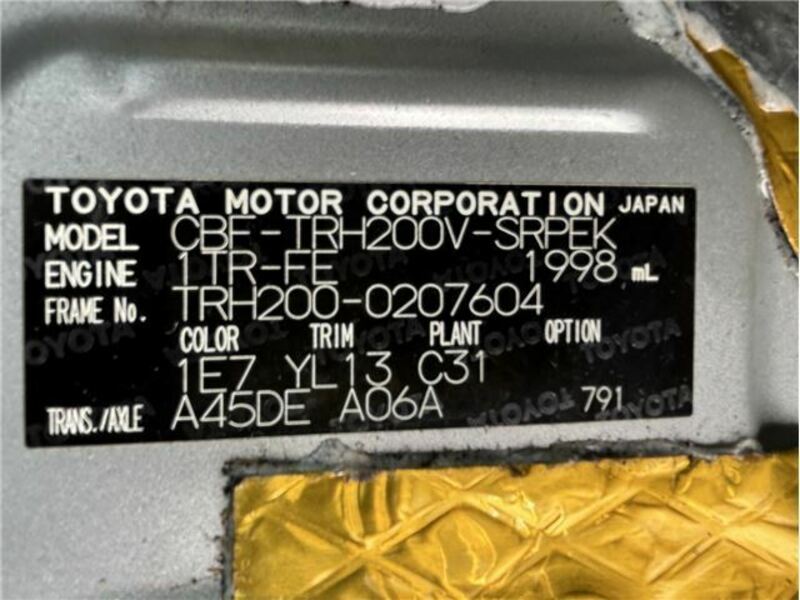 TOYOTA MOTOR CORPORATION JAPAN
MODEL CBF-TRH200V-SRPEK
ENGINE 1TR-FE 1998 mL
FRAME No. TRH200-0207604
COLOR TRIM PLANT OPTION
1E7 YL13 C31
TRANS./AXLE A45DE A06A 791